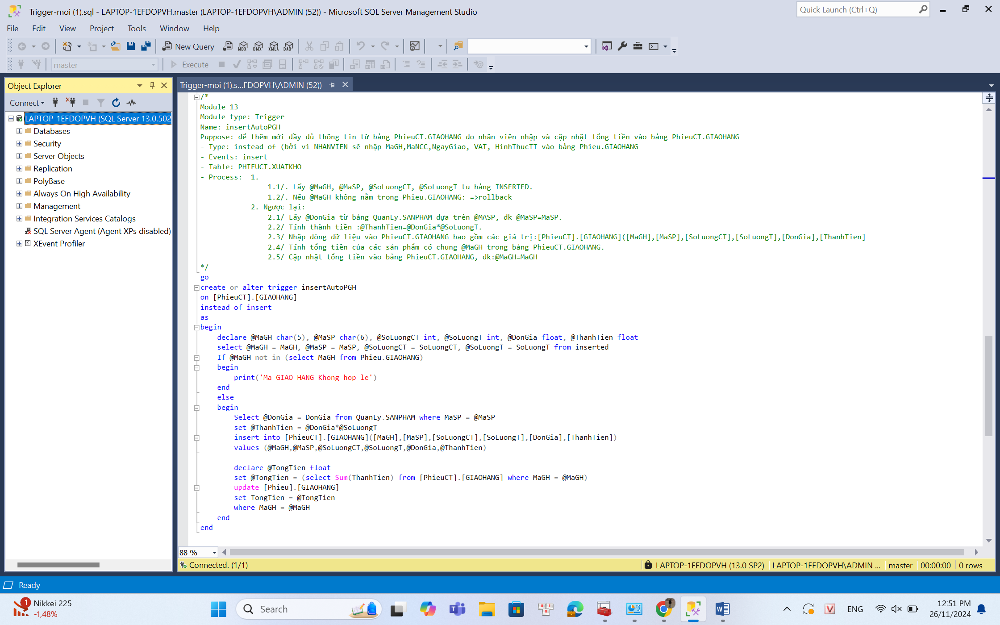 Trigger-moi (1).sql - LAPTOP-1EFDOPVH.master (LAPTOP-1EFDOPVH\ADMIN (52)) - Microsoft SQL Server Management Studio
Quick Launch (Ctrl+Q)
File Edit View Project Tools Window Help
New Query MDX DMX XMLA DAX
master Execute
Object Explorer
Trigger-moi (1).s...FDOPVH\ADMIN (52))
Connect
LAPTOP-1EFDOPVH (SQL Server 13.0.502
Databases
Security
Server Objects
Replication
PolyBase
Always On High Availability
Management
Integration Services Catalogs
SQL Server Agent (Agent XPs disabled)
XEvent Profiler
/*
Module 13
Module type: Trigger
Name: insertAutoPGH
Puppose: để thêm mới đầy đủ thông tin từ bảng PhieuCT.GIAOHANG do nhân viên nhập và cập nhật tổng tiền vào bảng PhieuCT.GIAOHANG
- Type: instead of (bởi vì NHANVIEN sẽ nhập MaGH,MaNCC,NgayGiao, VAT, HinhThucTT vào bảng Phieu.GIAOHANG
- Events: insert
- Table: PHIEUCT.XUATKHO
- Process: 1.
1.1/. Lấy @MaGH, @MaSP, @SoLuongCT, @SoLuongT tu bảng INSERTED.
1.2/. Nếu @MaGH không nằm trong Phieu.GIAOHANG: =>rollback
2. Ngược lại:
2.1/ Lấy @DonGia từ bảng QuanLy.SANPHAM dựa trên @MASP, dk @MaSP=MaSP.
2.2/ Tính thành tiền :@ThanhTien=@DonGia*@SoLuongT.
2.3/ Nhập dòng dữ liệu vào PhieuCT.GIAOHANG bao gồm các giá trị:[PhieuCT].[GIAOHANG]([MaGH],[MaSP],[SoLuongCT],[SoLuongT],[DonGia],[ThanhTien]
2.4/ Tính tổng tiền của các sản phẩm có chung @MaGH trong bảng PhieuCT.GIAOHANG.
2.5/ Cập nhật tổng tiền vào bảng PhieuCT.GIAOHANG, dk:@MaGH=MaGH
*/
go
create or alter trigger insertAutoPGH
on [PhieuCT].[GIAOHANG]
instead of insert
as
begin
declare @MaGH char(5), @MaSP char(6), @SoLuongCT int, @SoLuongT int, @DonGia float, @ThanhTien float
select @MaGH = MaGH, @MaSP = MaSP, @SoLuongCT = SoLuongCT, @SoLuongT = SoLuongT from inserted
If @MaGH not in (select MaGH from Phieu.GIAOHANG)
begin
print('Ma GIAO HANG Khong hop le')
end
else
begin
Select @DonGia = DonGia from QuanLy.SANPHAM where MaSP = @MaSP
set @ThanhTien = @DonGia*@SoLuongT
insert into [PhieuCT].[GIAOHANG]([MaGH],[MaSP],[SoLuongCT],[SoLuongT],[DonGia],[ThanhTien])
values (@MaGH,@MaSP,@SoLuongCT,@SoLuongT,@DonGia,@ThanhTien)
declare @TongTien float
set @TongTien = (select Sum(ThanhTien) from [PhieuCT].[GIAOHANG] where MaGH = @MaGH)
update [Phieu].[GIAOHANG]
set TongTien = @TongTien
where MaGH = @MaGH
end
end
88 %
Connected. (1/1)
LAPTOP-1EFDOPVH (13.0 SP2) LAPTOP-1EFDOPVH\ADMIN ... master 00:00:00 0 rows
Ready
1
Nikkei 225
-1,48%
Search
ENG
12:51 PM
26/11/2024